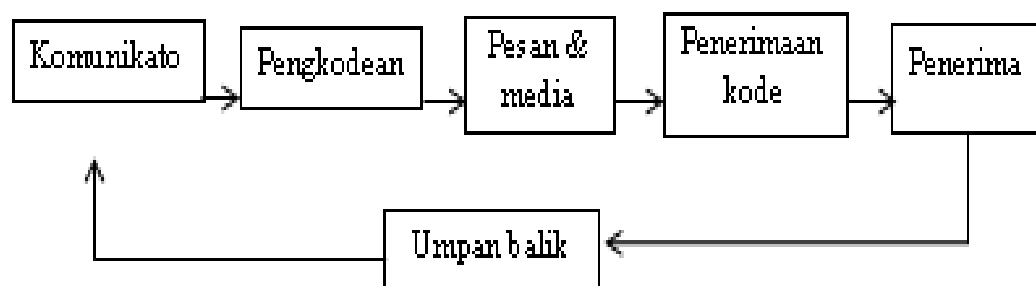 Komunikato
Pengkodean
Pesan &
media
Penerimaan
kode
Penerima
Umpan balik